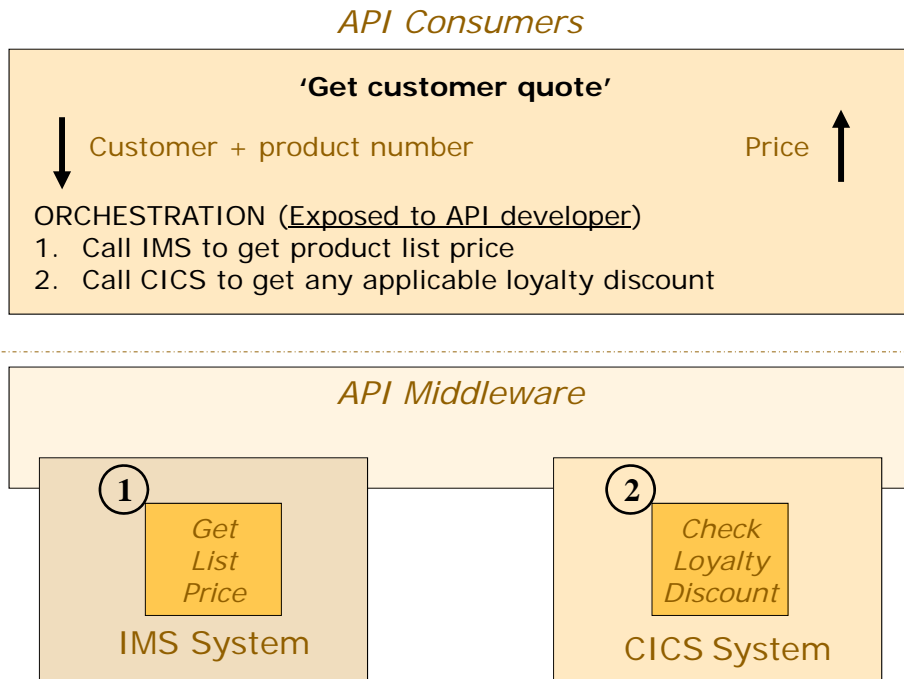 API Consumers
‘Get customer quote’
Customer + product number
Price
ORCHESTRATION (Exposed to API developer)
1. Call IMS to get product list price
2. Call CICS to get any applicable loyalty discount
API Middleware
1
Get
List
Price
IMS System
2
Check
Loyalty
Discount
CICS System